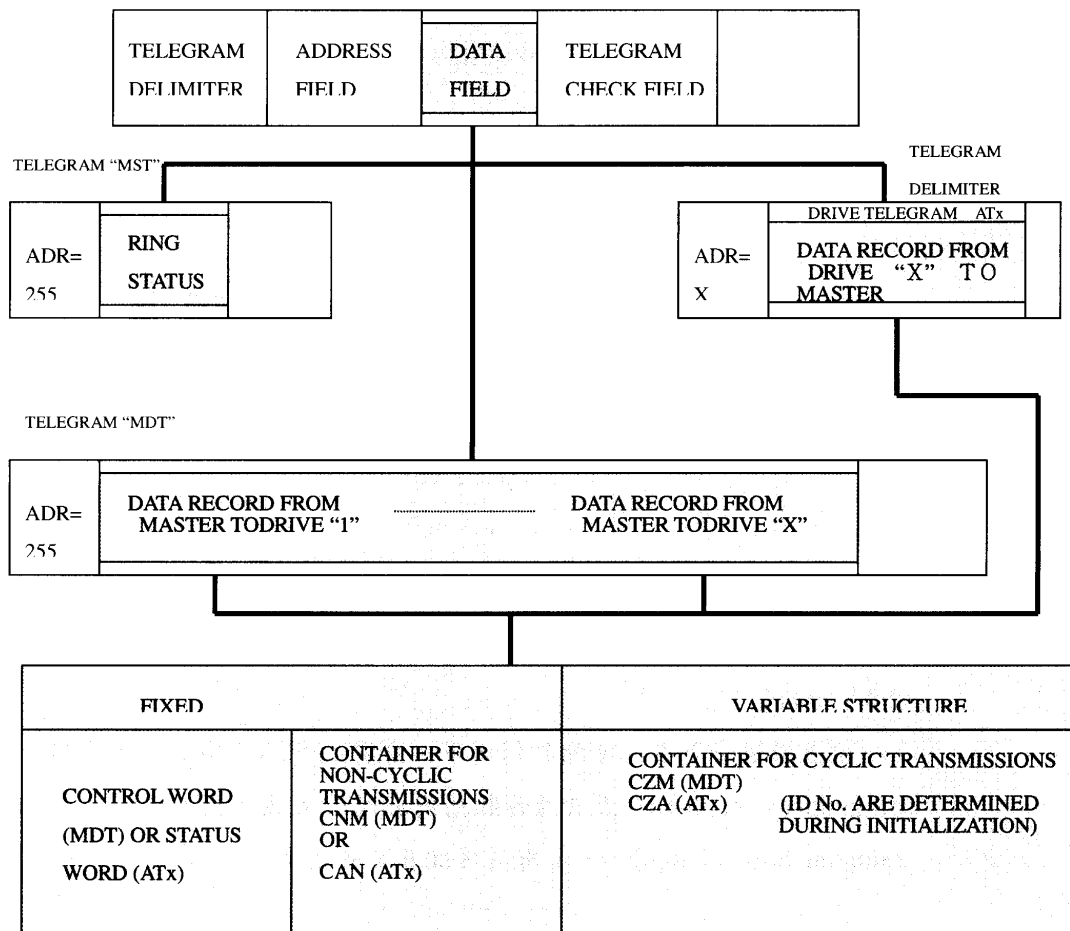 TELEGRAM
DELIMITER
ADDRESS
FIELD
DATA
FIELD
TELEGRAM
CHECK FIELD
TELEGRAM “MST”
ADR=
255
RING
STATUS
TELEGRAM
DELIMITER
ADR=
X
DRIVE TELEGRAM ATx
DATA RECORD FROM
DRIVE “X” TO
MASTER
TELEGRAM “MDT”
ADR=
255
DATA RECORD FROM
MASTER TODRIVE “1”
DATA RECORD FROM
MASTER TODRIVE “X”
FIXED
VARIABLE STRUCTURE
CONTROL WORD
(MDT) OR STATUS
WORD (ATx)
CONTAINER FOR
NON-CYCLIC
TRANSMISSIONS
CNM (MDT)
OR
CAN (ATx)
CONTAINER FOR CYCLIC TRANSMISSIONS
CZM (MDT)
CZA (ATx) (ID No. ARE DETERMINED
DURING INITIALIZATION)